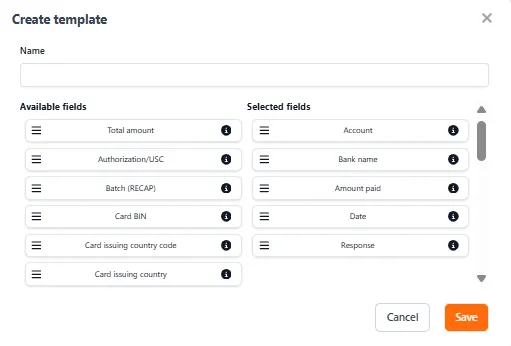 Create template
Name
Available fields
Selected fields
Total amount
Account
Authorization/USC
Bank name
Batch (RECAP)
Amount paid
Card BIN
Date
Card issuing country code
Response
Card issuing country
Cancel
Save